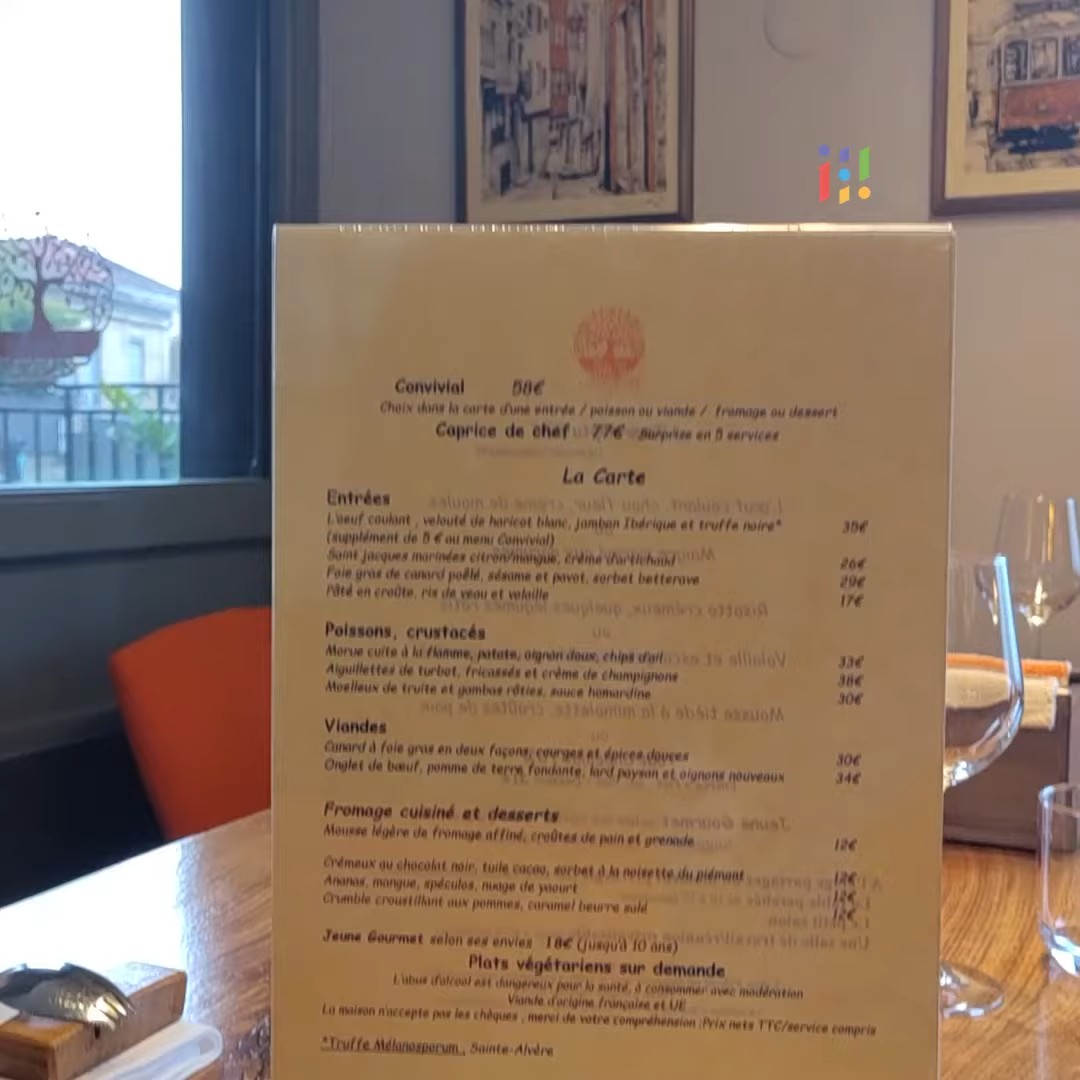 Convivial 58€
Choix dans la carte d'une entrée / poisson ou viande / fromage ou dessert
Caprice de chef 77€ Surprise en 5 services
La Carte
Entrées
L'oeuf coulant , velouté de haricot blanc, jambon Ibérique et truffe noire* 35€
(supplément de 5 € au menu Convivial)
Saint jacques marinées citron/mangue, crème d'artichaud 26€
Foie gras de canard poêlé, sésame et pavot, sorbet betterave 29€
Pâté en croûte, ris de veau et volaille 17€
Poissons, crustacés
Morue cuite à la flamme, patate, oignon doux, chips d'ail 33€
Aiguillettes de turbot, fricassés et crème de champignons 38€
Moelleux de truite et gambas rôties, sauce homardine 30€
Viandes
Canard à foie gras en deux façons, courges et épices douces 30€
Onglet de bœuf, pomme de terre fondante, lard paysan et oignons nouveaux 34€
Fromage cuisiné et desserts
Mousse légère de fromage affiné, croûtes de pain et grenade 12€
Crémeux au chocolat noir, tuile cacao, sorbet à la noisette du piémont 12€
Ananas, mangue, spéculos, nuage de yaourt 12€
Crumble croustillant aux pommes, caramel beurre salé 12€
Jeune Gourmet selon ses envies 18€ (jusqu'à 10 ans)
Plats végétariens sur demande
L'abus d'alcool est dangereux pour la santé, à consommer avec modération
Viande d'origine française et UE
La maison n'accepte pas les chèques , merci de votre compréhension ;Prix nets TTC/service compris
*Truffe Mélanosporum , Sainte-Alvère